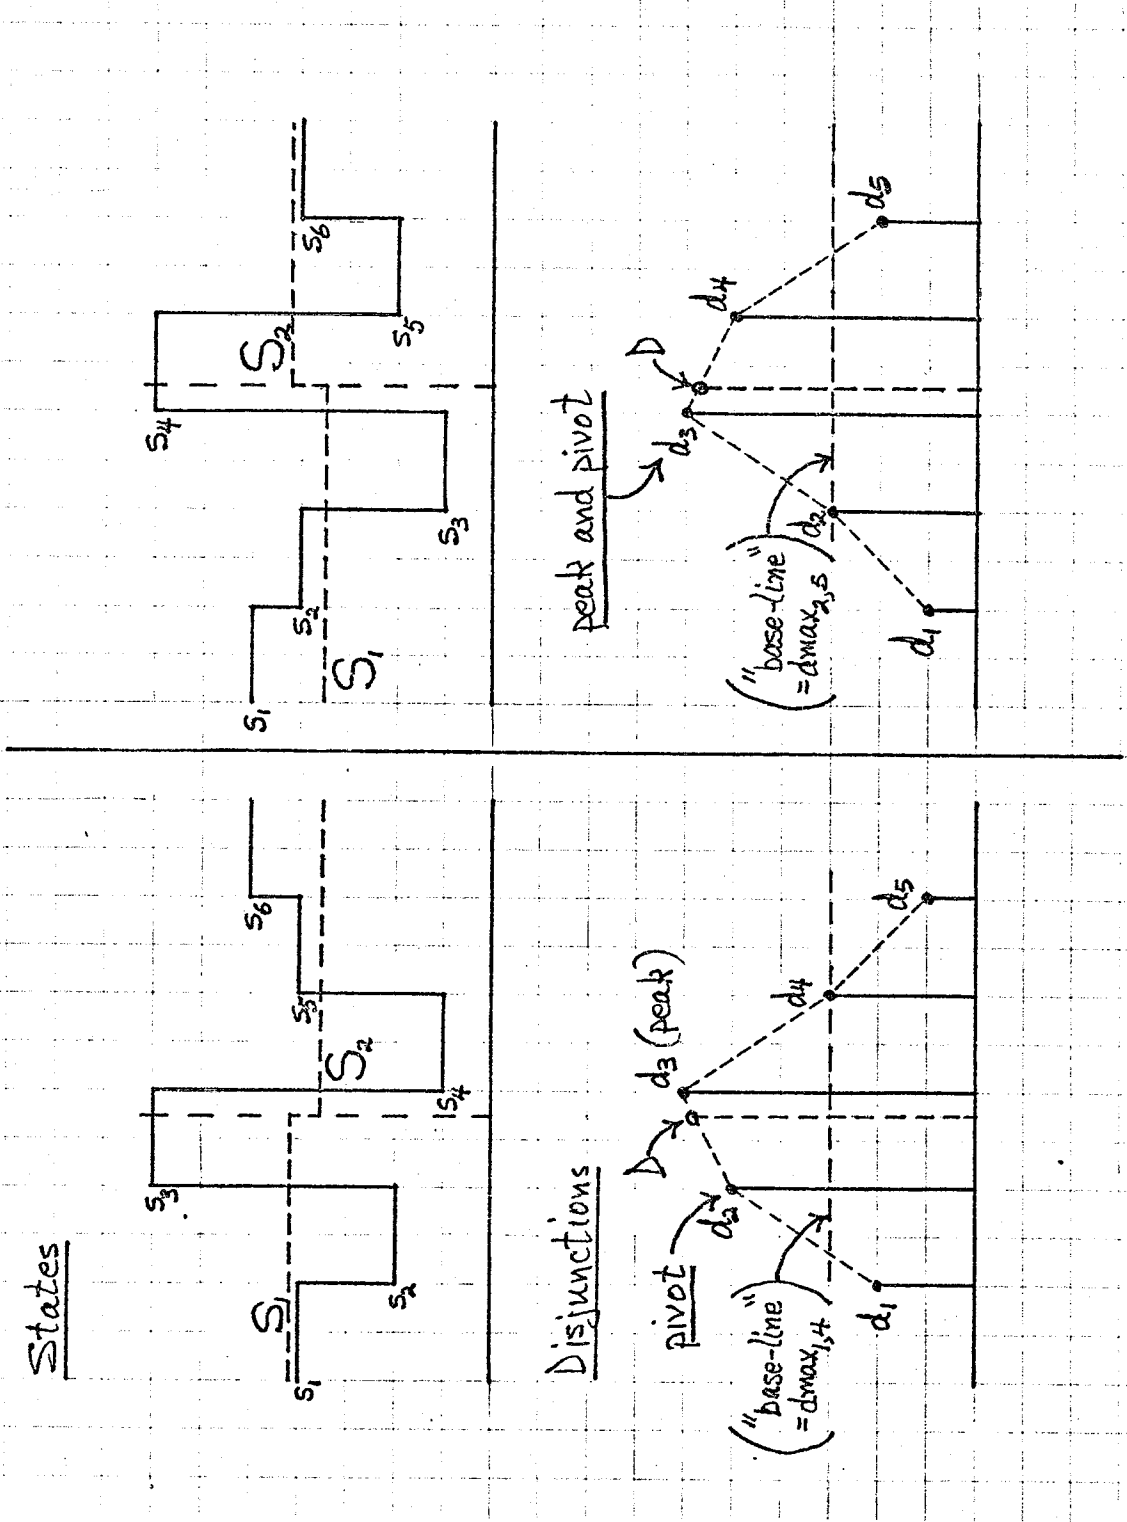 States
S₃
S₆
S₁
S₁
S₅
S₂
S₂
S₄
S₄
S₁
S₂
S₂
S₆
S₁
S₅
S₃
Disjunctions
D
d₃ (peak)
pivot
d₂
d₄
("base-line"
=dmax₁,₄)
d₁
d₅
peak and pivot
D
d₃
d₄
("base-line"
=dmax₂,₅)
d₂
d₅
d₁